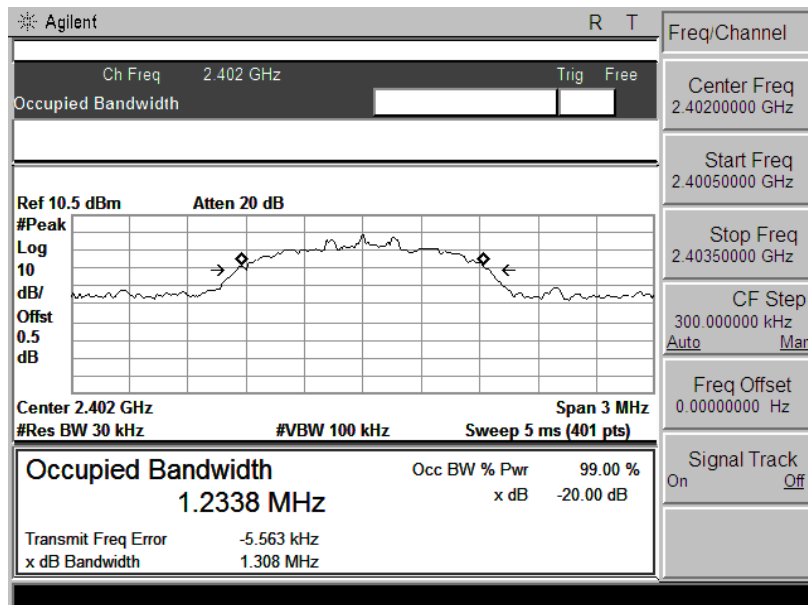 Agilent R T
Ch Freq 2.402 GHz Trig Free
Occupied Bandwidth
Ref 10.5 dBm Atten 20 dB
#Peak
Log
10
dB/
Offst
0.5
dB
Center 2.402 GHz Span 3 MHz
#Res BW 30 kHz #VBW 100 kHz Sweep 5 ms (401 pts)
Occupied Bandwidth
1.2338 MHz
Occ BW % Pwr 99.00 %
x dB -20.00 dB
Transmit Freq Error -5.563 kHz
x dB Bandwidth 1.308 MHz
Freq/Channel
Center Freq
2.40200000 GHz
Start Freq
2.40050000 GHz
Stop Freq
2.40350000 GHz
CF Step
300.000000 kHz
Auto Mar
Freq Offset
0.00000000 Hz
Signal Track
On Off